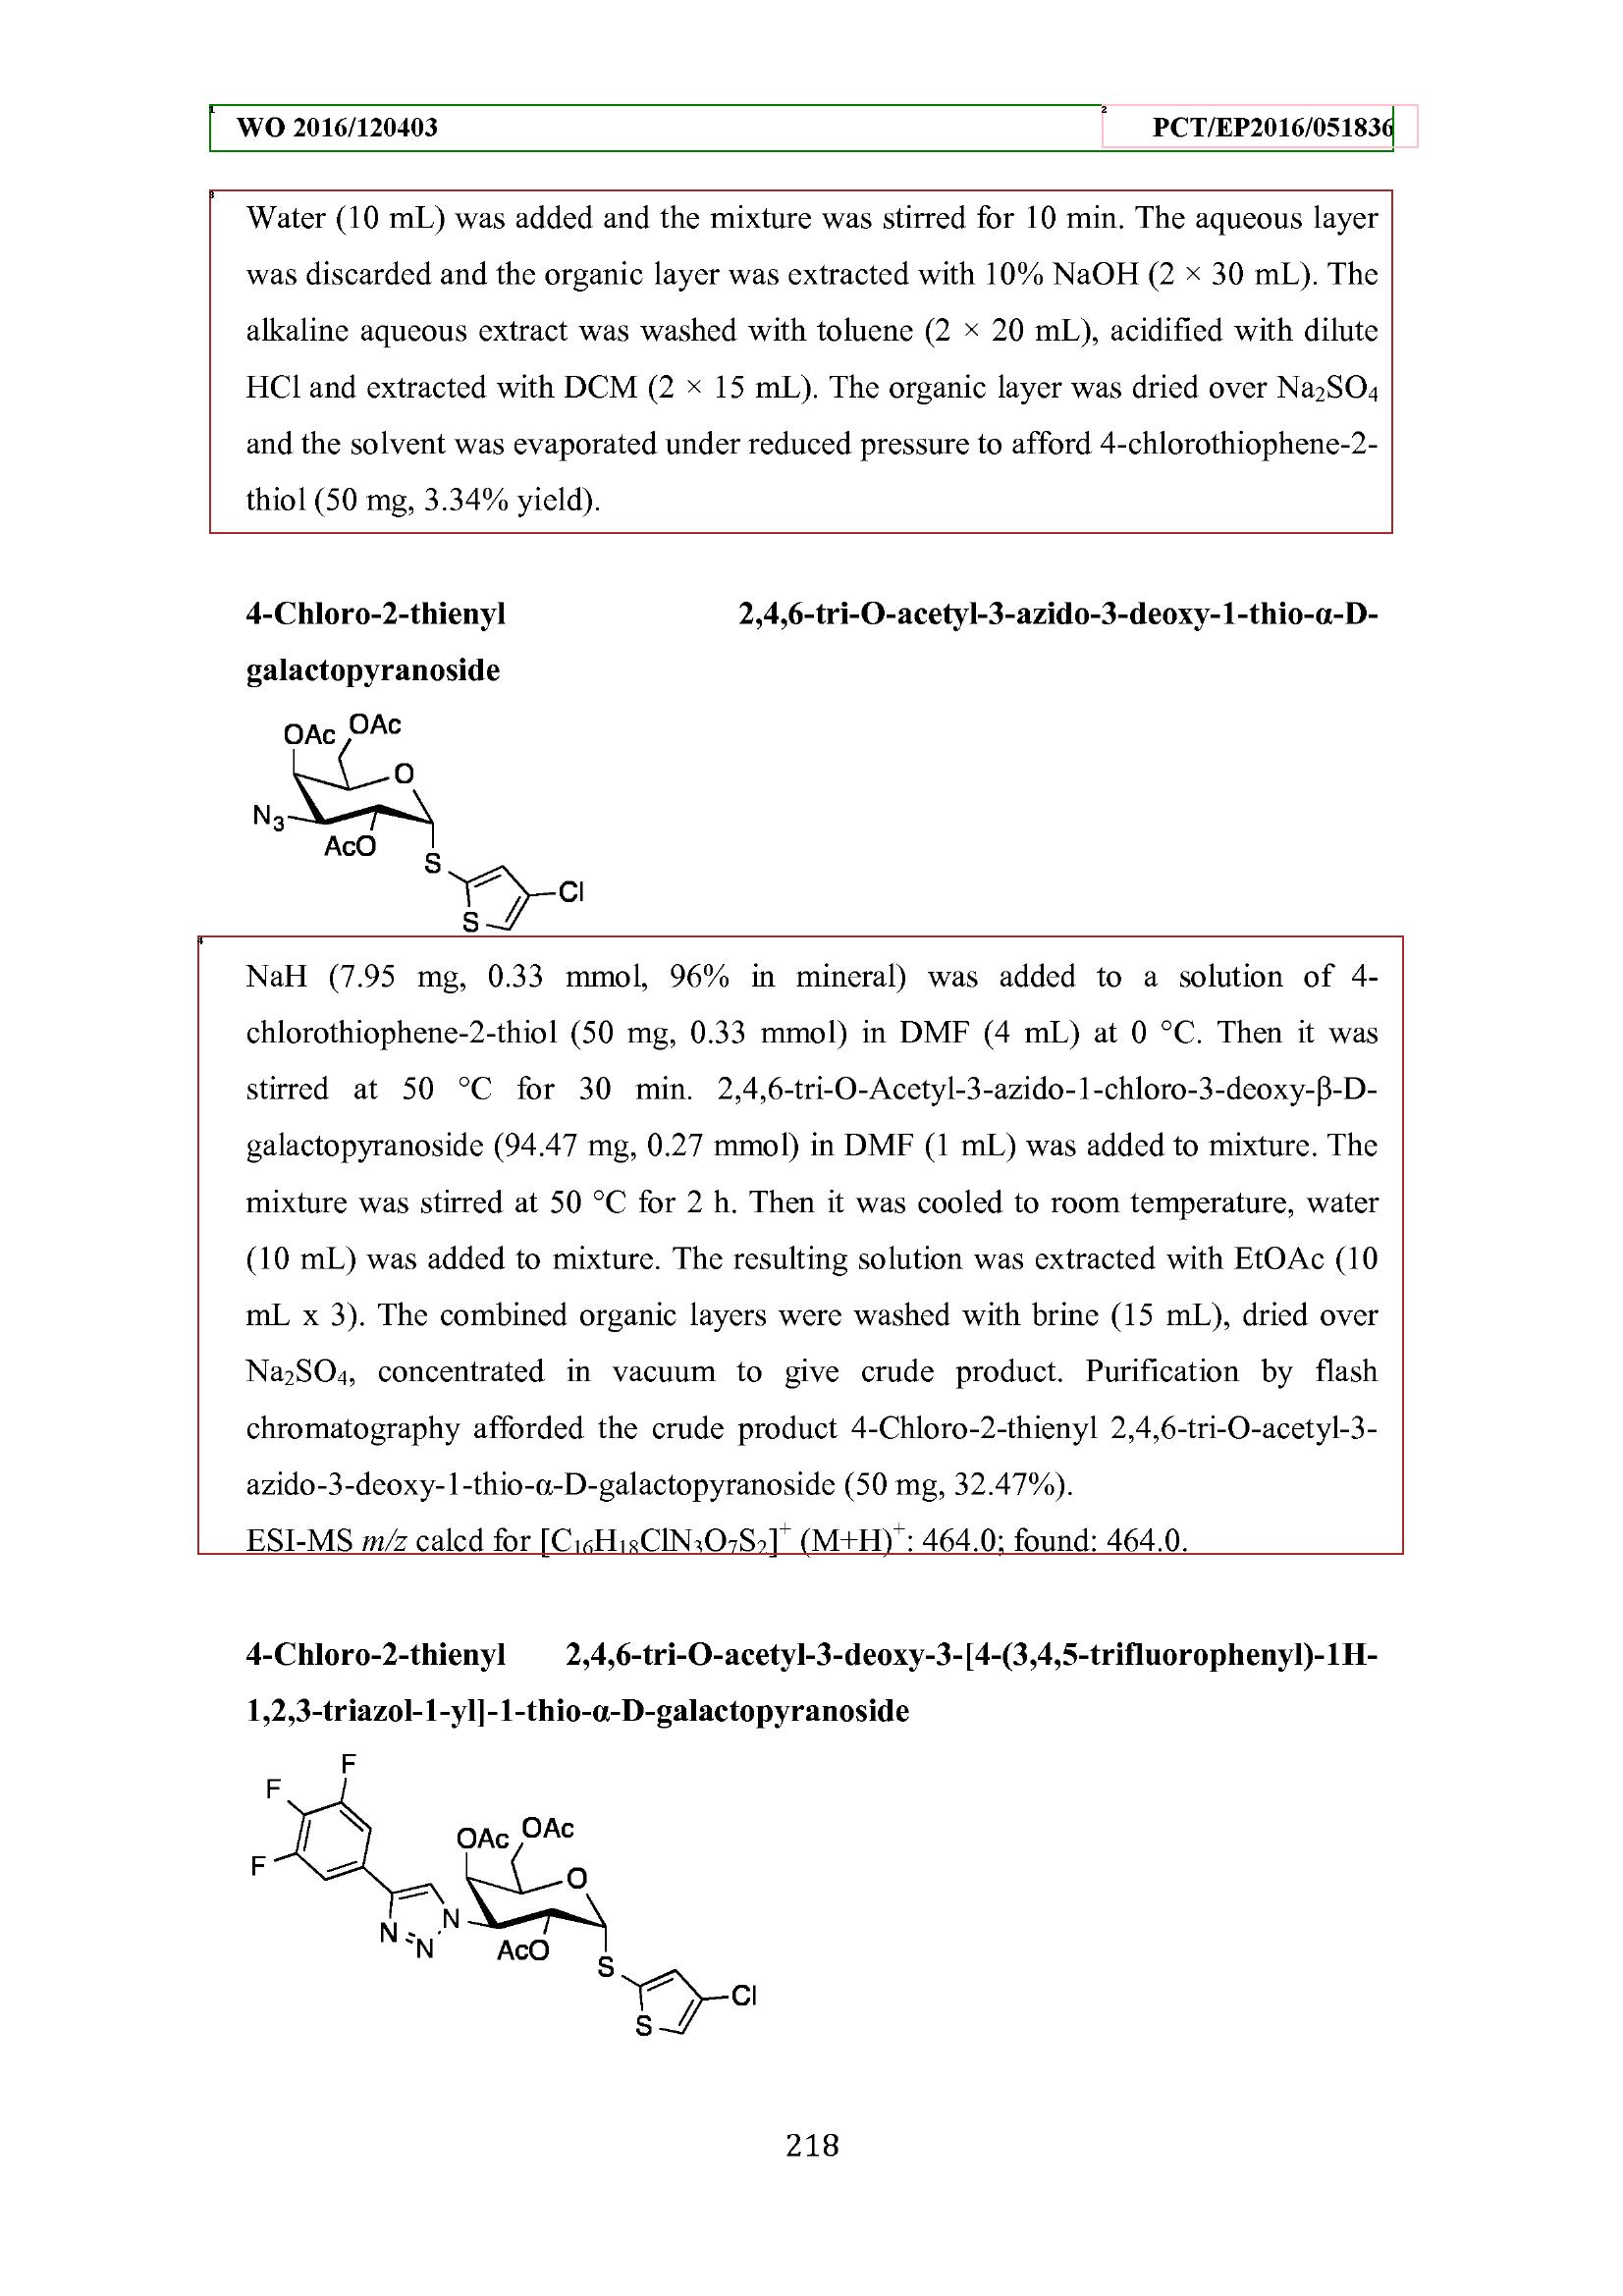 WO 2016/120403 PCT/EP2016/051836
Water (10 mL) was added and the mixture was stirred for 10 min. The aqueous layer
was discarded and the organic layer was extracted with 10% NaOH (2 × 30 mL). The
alkaline aqueous extract was washed with toluene (2 × 20 mL), acidified with dilute
HCl and extracted with DCM (2 × 15 mL). The organic layer was dried over Na₂SO₄
and the solvent was evaporated under reduced pressure to afford 4-chlorothiophene-2-
thiol (50 mg, 3.34% yield).
4-Chloro-2-thienyl 2,4,6-tri-O-acetyl-3-azido-3-deoxy-1-thio-α-D-
galactopyranoside
OAc OAc
O
N₃
AcO
S
Cl
S
NaH (7.95 mg, 0.33 mmol, 96% in mineral) was added to a solution of 4-
chlorothiophene-2-thiol (50 mg, 0.33 mmol) in DMF (4 mL) at 0 °C. Then it was
stirred at 50 °C for 30 min. 2,4,6-tri-O-Acetyl-3-azido-1-chloro-3-deoxy-β-D-
galactopyranoside (94.47 mg, 0.27 mmol) in DMF (1 mL) was added to mixture. The
mixture was stirred at 50 °C for 2 h. Then it was cooled to room temperature, water
(10 mL) was added to mixture. The resulting solution was extracted with EtOAc (10
mL x 3). The combined organic layers were washed with brine (15 mL), dried over
Na₂SO₄, concentrated in vacuum to give crude product. Purification by flash
chromatography afforded the crude product 4-Chloro-2-thienyl 2,4,6-tri-O-acetyl-3-
azido-3-deoxy-1-thio-α-D-galactopyranoside (50 mg, 32.47%).
ESI-MS m/z calcd for [C₁₆H₁₈ClN₃O₇S₂]⁺ (M+H)⁺: 464.0; found: 464.0.
4-Chloro-2-thienyl 2,4,6-tri-O-acetyl-3-deoxy-3-[4-(3,4,5-trifluorophenyl)-1H-
1,2,3-triazol-1-yl]-1-thio-α-D-galactopyranoside
F
F
OAc OAc
F
O
N
N
N
AcO
S
Cl
S
218